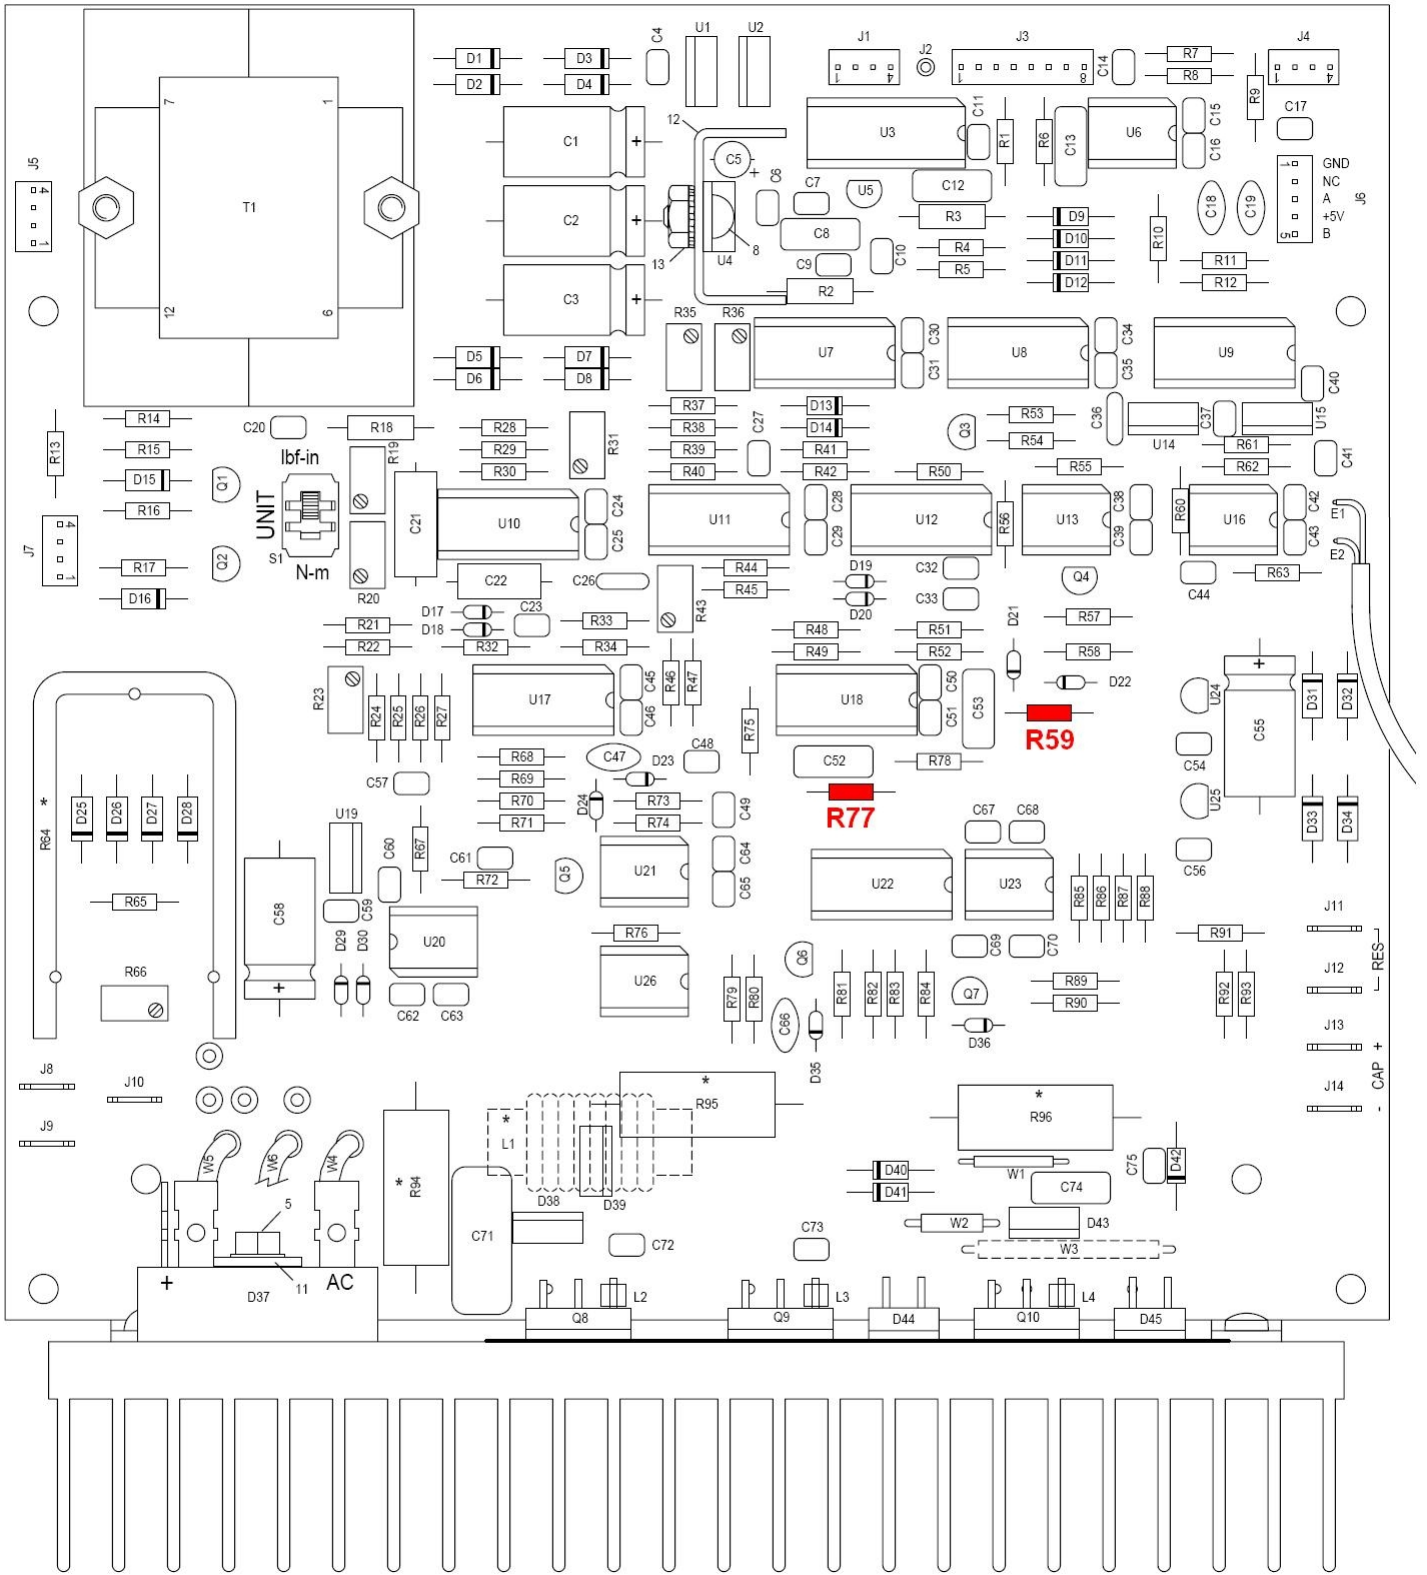 D1
D3
C4
U1
U2
J1
J2
J3
C14
R7
J4
D2
D4
1 4
1 8
R8
1 4
R9
7
1
12
C1
+
C5
+
U3
C11
R1
R6
C13
U6
C15
C16
C17
J5
4
1
T1
C2
+
C6
C7
U5
C12
R3
C18
C19
1
5
GND
NC
A
+5V
B
J6
8
U4
13
C8
C9
C10
R4
R5
D9
D10
D11
D12
R10
R11
R12
12
6
C3
+
R2
R35
R36
U7
C30
C31
U8
C34
C35
U9
C40
D5
D7
D6
D8
R13
R14
R15
D15
R16
Q1
C20
R18
R19
lbf-in
UNIT
S1
N-m
R28
R29
R30
R31
R37
R38
R39
R40
C27
D13
D14
R41
R42
Q3
R53
R54
C36
U14
C37
U15
R61
R62
C41
R50
R55
J7
4
1
R17
D16
Q2
R20
C21
U10
C24
C25
U11
C28
C29
U12
R56
U13
C38
C39
R60
U16
C42
C43
E1
E2
C22
C26
R43
R44
R45
D19
D20
C32
C33
Q4
C44
R63
R21
R22
D17
D18
C23
R32
R33
R34
R48
R49
R51
R52
D21
R57
R58
D22
R23
R24
R25
R26
R27
U17
C45
C46
R46
R47
R75
U18
C50
C51
C53
R59
U24
+
C55
D31
D32
C57
R68
R69
R70
R71
C47
D23
C48
D24
R73
R74
C49
C52
R78
R77
C54
U25
D33
D34
*
R64
D25
D26
D27
D28
U19
C60
R67
C61
R72
Q5
U21
C64
C65
U22
C67
C68
U23
R85
R86
R87
R88
C56
R65
C58
+
C59
D29
D30
U20
R76
U26
Q6
C69
C70
R91
J11
RES
J12
R66
C62
C63
R79
R80
C66
D35
R81
R82
R83
R84
Q7
D36
R89
R90
R92
R93
J13
+
CAP
J14
-
J8
J10
J9
*
R95
*
R96
*
L1
W5
W6
W4
*
R94
D38
D39
D40
D41
W1
C74
C75
D42
5
C71
C72
C73
W2
D43
W3
+
D37
11
AC
L2
Q8
L3
Q9
D44
Q10
L4
D45